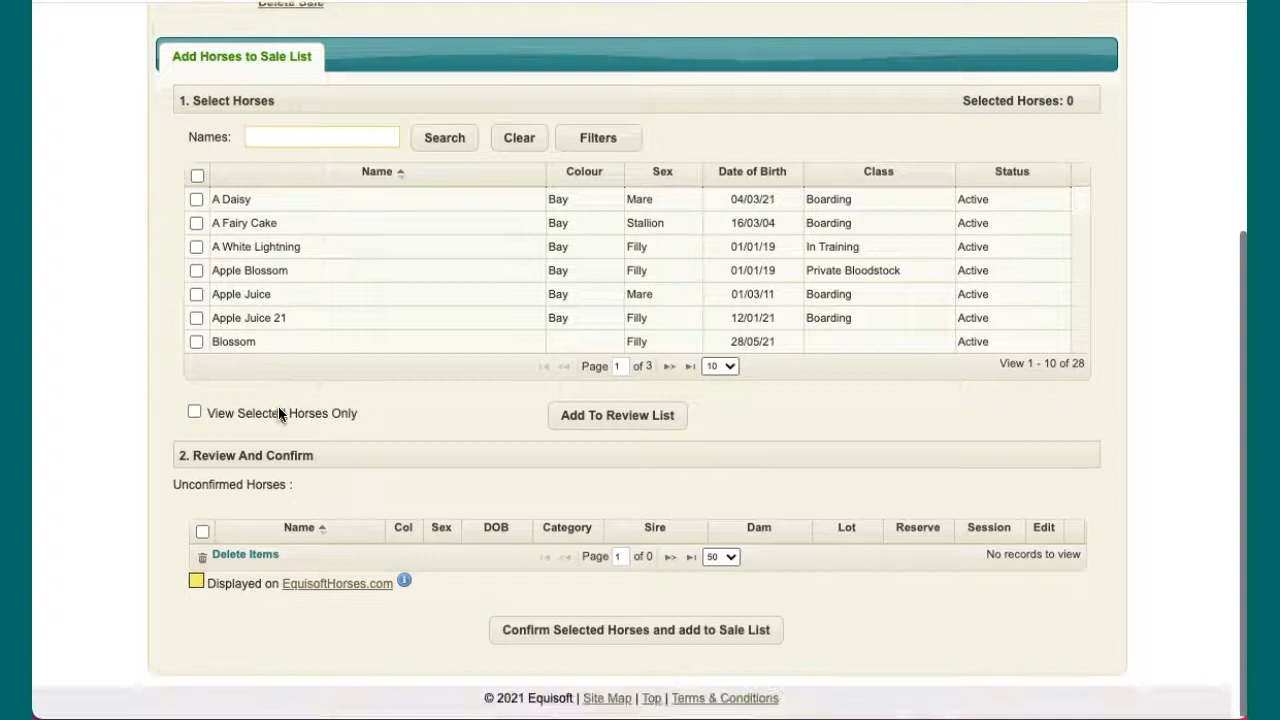 Delete Sale
Add Horses to Sale List
1. Select Horses Selected Horses: 0
Names: Search Clear Filters
Name Colour Sex Date of Birth Class Status
A Daisy Bay Mare 04/03/21 Boarding Active
A Fairy Cake Bay Stallion 16/03/04 Boarding Active
A White Lightning Bay Filly 01/01/19 In Training Active
Apple Blossom Bay Filly 01/01/19 Private Bloodstock Active
Apple Juice Bay Mare 01/03/11 Boarding Active
Apple Juice 21 Bay Filly 12/01/21 Boarding Active
Blossom Filly 28/05/21 Active
Page 1 of 3 10 View 1 - 10 of 28
View Selected Horses Only Add To Review List
2. Review And Confirm
Unconfirmed Horses :
Name Col Sex DOB Category Sire Dam Lot Reserve Session Edit
Delete Items Page 1 of 0 50 No records to view
Displayed on EquisoftHorses.com
Confirm Selected Horses and add to Sale List
© 2021 Equisoft | Site Map | Top | Terms & Conditions